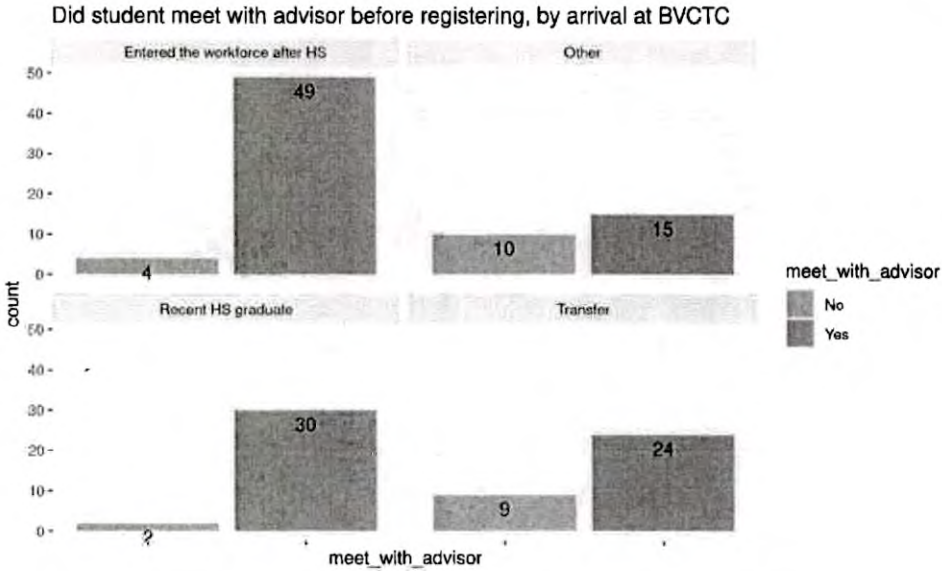 Did student meet with advisor before registering, by arrival at BVCTC
Entered the workforce after HS
Other
50
40
30
20
10
0
4
49
10
15
count
Recent HS graduate
Transfer
50
40
30
20
10
0
2
30
9
24
meet_with_advisor
meet_with_advisor
No
Yes